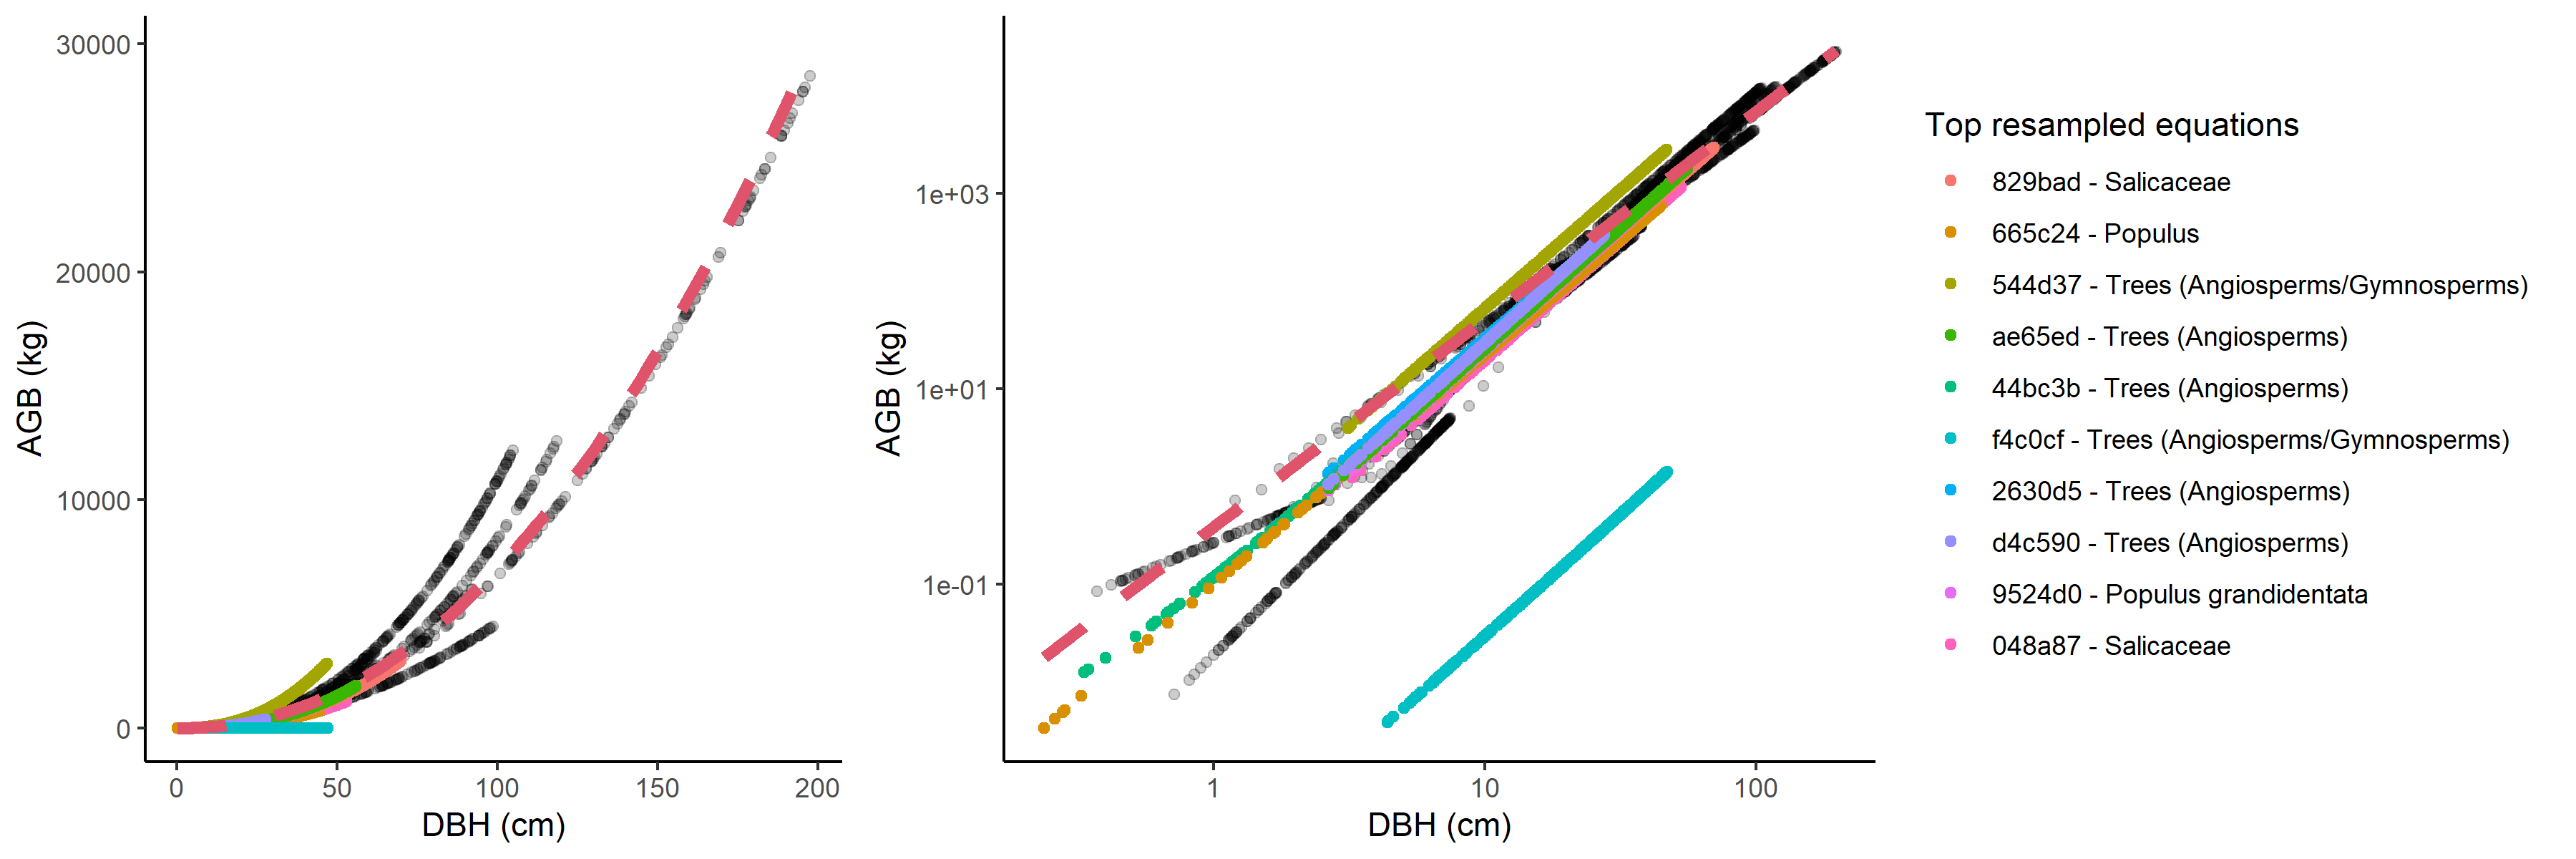 30000
20000
10000
0
AGB (kg)
0 50 100 150 200
DBH (cm)
1e+03
1e+01
1e-01
AGB (kg)
1 10 100
DBH (cm)
Top resampled equations
829bad - Salicaceae
665c24 - Populus
544d37 - Trees (Angiosperms/Gymnosperms)
ae65ed - Trees (Angiosperms)
44bc3b - Trees (Angiosperms)
f4c0cf - Trees (Angiosperms/Gymnosperms)
2630d5 - Trees (Angiosperms)
d4c590 - Trees (Angiosperms)
9524d0 - Populus grandidentata
048a87 - Salicaceae